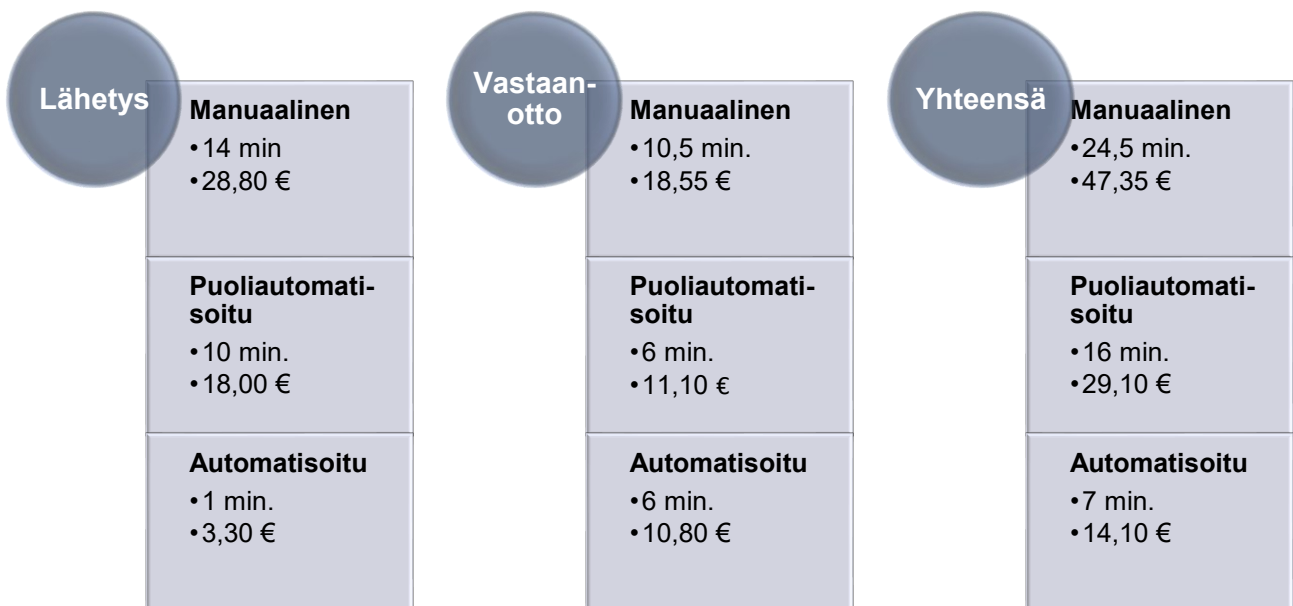 Lähetys
Manuaalinen
•14 min
•28,80 €
Puoliautomati-
soitu
•10 min.
•18,00 €
Automatisoitu
•1 min.
•3,30 €
Vastaan-
otto
Manuaalinen
•10,5 min.
•18,55 €
Puoliautomati-
soitu
•6 min.
•11,10 €
Automatisoitu
•6 min.
•10,80 €
Yhteensä
Manuaalinen
•24,5 min.
•47,35 €
Puoliautomati-
soitu
•16 min.
•29,10 €
Automatisoitu
•7 min.
•14,10 €